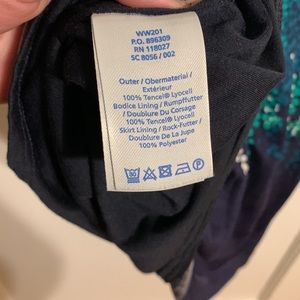 WW201
P.O. 896309
RN 118027
SC 8056 / 002
Outer / Obermaterial /
Extérieur
100% Tencel® Lyocell
Bodice Lining / Rumpffutter
/ Doublure Du Corsage
100% Tencel® Lyocell
Skirt Lining / Rock-Futter /
Doublure De La Jupe
100% Polyester